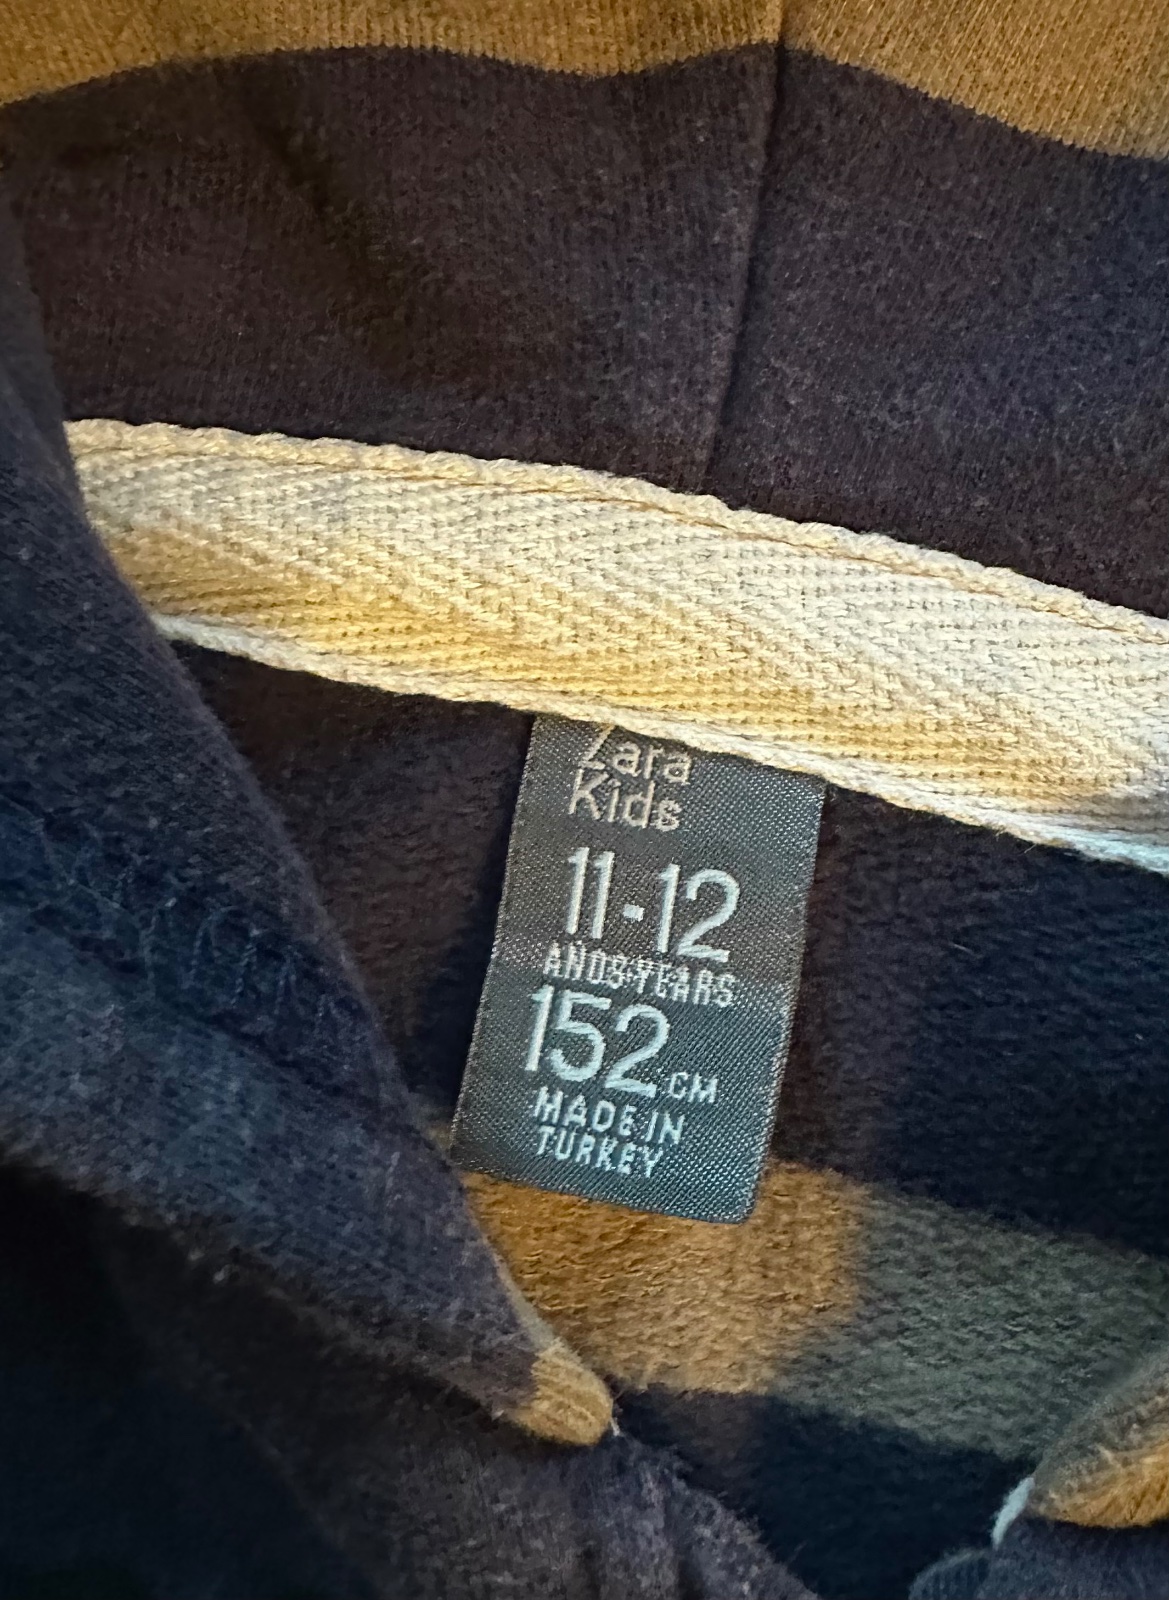 Zara
Kids
11-12
AÑOS-YEARS
152 CM
MADE IN
TURKEY